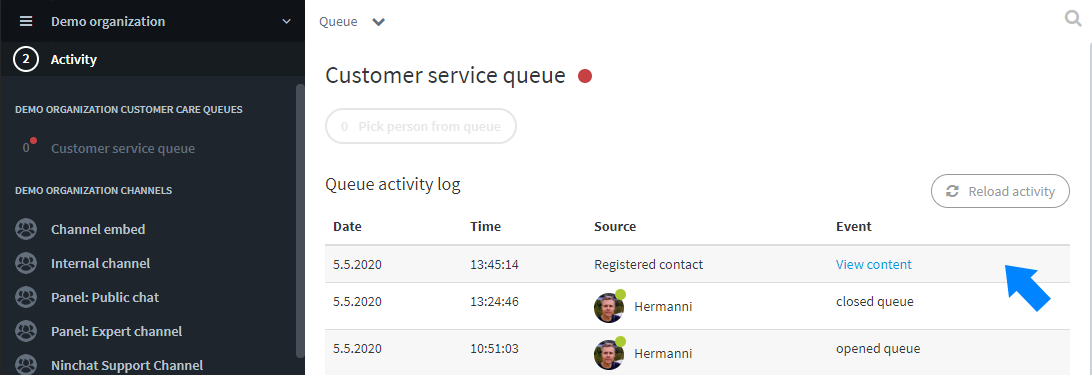 Demo organization
2 Activity
DEMO ORGANIZATION CUSTOMER CARE QUEUES
0 Customer service queue
DEMO ORGANIZATION CHANNELS
Channel embed
Internal channel
Panel: Public chat
Panel: Expert channel
Ninchat Support Channel
Queue
Customer service queue
0 Pick person from queue
Queue activity log
Reload activity
Date Time Source Event
5.5.2020 13:45:14 Registered contact View content
5.5.2020 13:24:46 Hermanni closed queue
5.5.2020 10:51:03 Hermanni opened queue